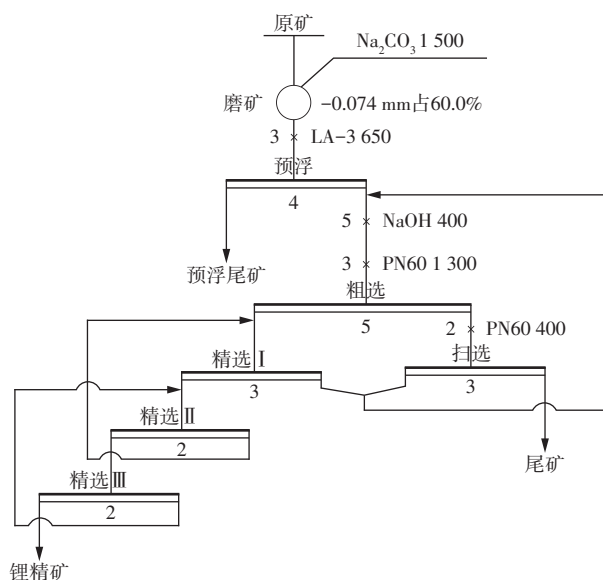 原矿
Na₂CO₃ 1 500
磨矿
-0.074 mm占60.0%
3
LA-3 650
预浮
4
5
NaOH 400
预浮尾矿
3
PN60 1 300
粗选
5
2
PN60 400
精选Ⅰ
扫选
3
3
精选Ⅱ
2
尾矿
精选Ⅲ
2
锂精矿